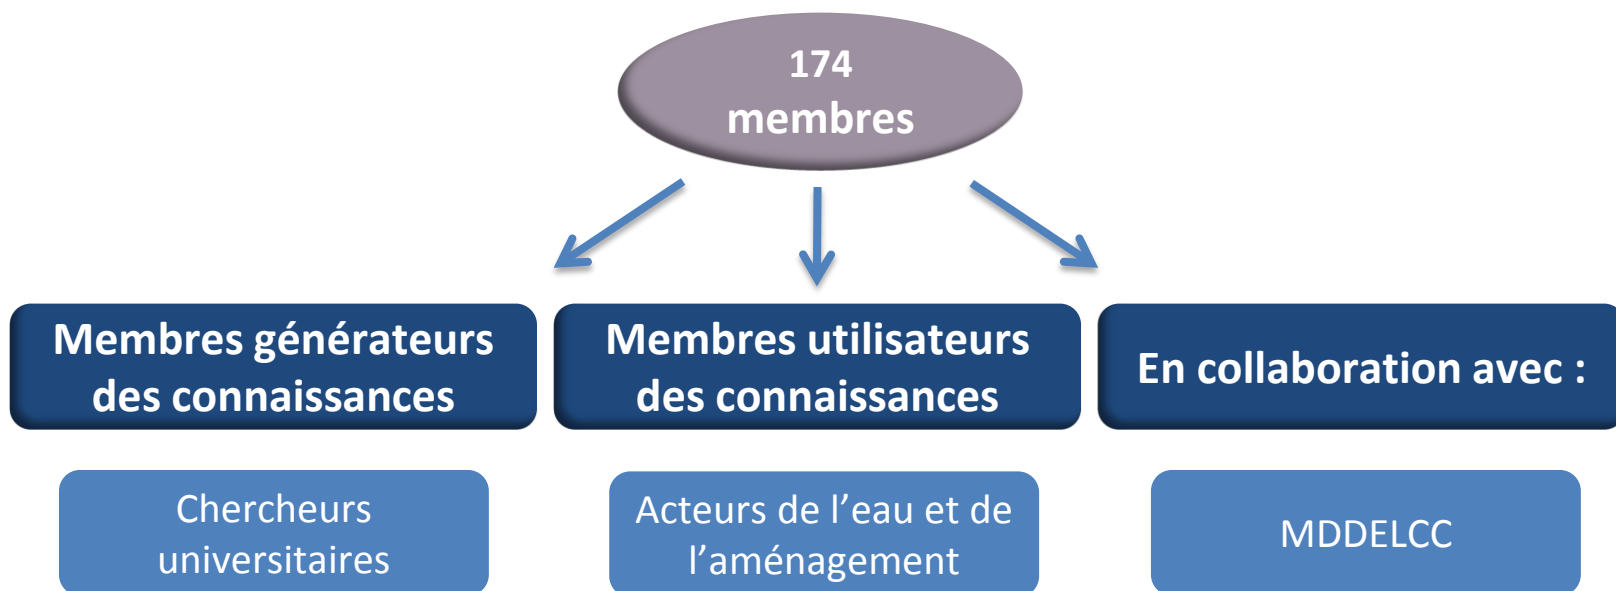 174
membres
Membres générateurs
des connaissances
Membres utilisateurs
des connaissances
En collaboration avec :
Chercheurs
universitaires
Acteurs de l’eau et de
l’aménagement
MDDELCC